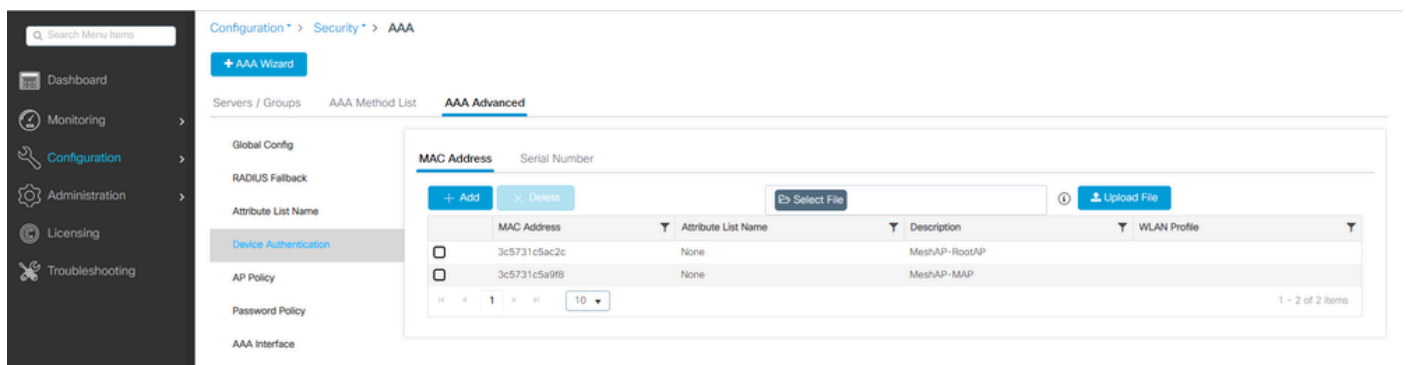 Search Menu Items
Dashboard
Monitoring
Configuration
Administration
Licensing
Troubleshooting
Configuration > Security > AAA
+ AAA Wizard
Servers / Groups AAA Method List AAA Advanced
Global Config
RADIUS Fallback
Attribute List Name
Device Authentication
AP Policy
Password Policy
AAA Interface
MAC Address Serial Number
+ Add × Delete Select File Upload File
MAC Address Attribute List Name Description WLAN Profile
3c5731c5ac2c None MeshAP-RootAP
3c5731c5a9f8 None MeshAP-MAP
1 10 1 - 2 of 2 items